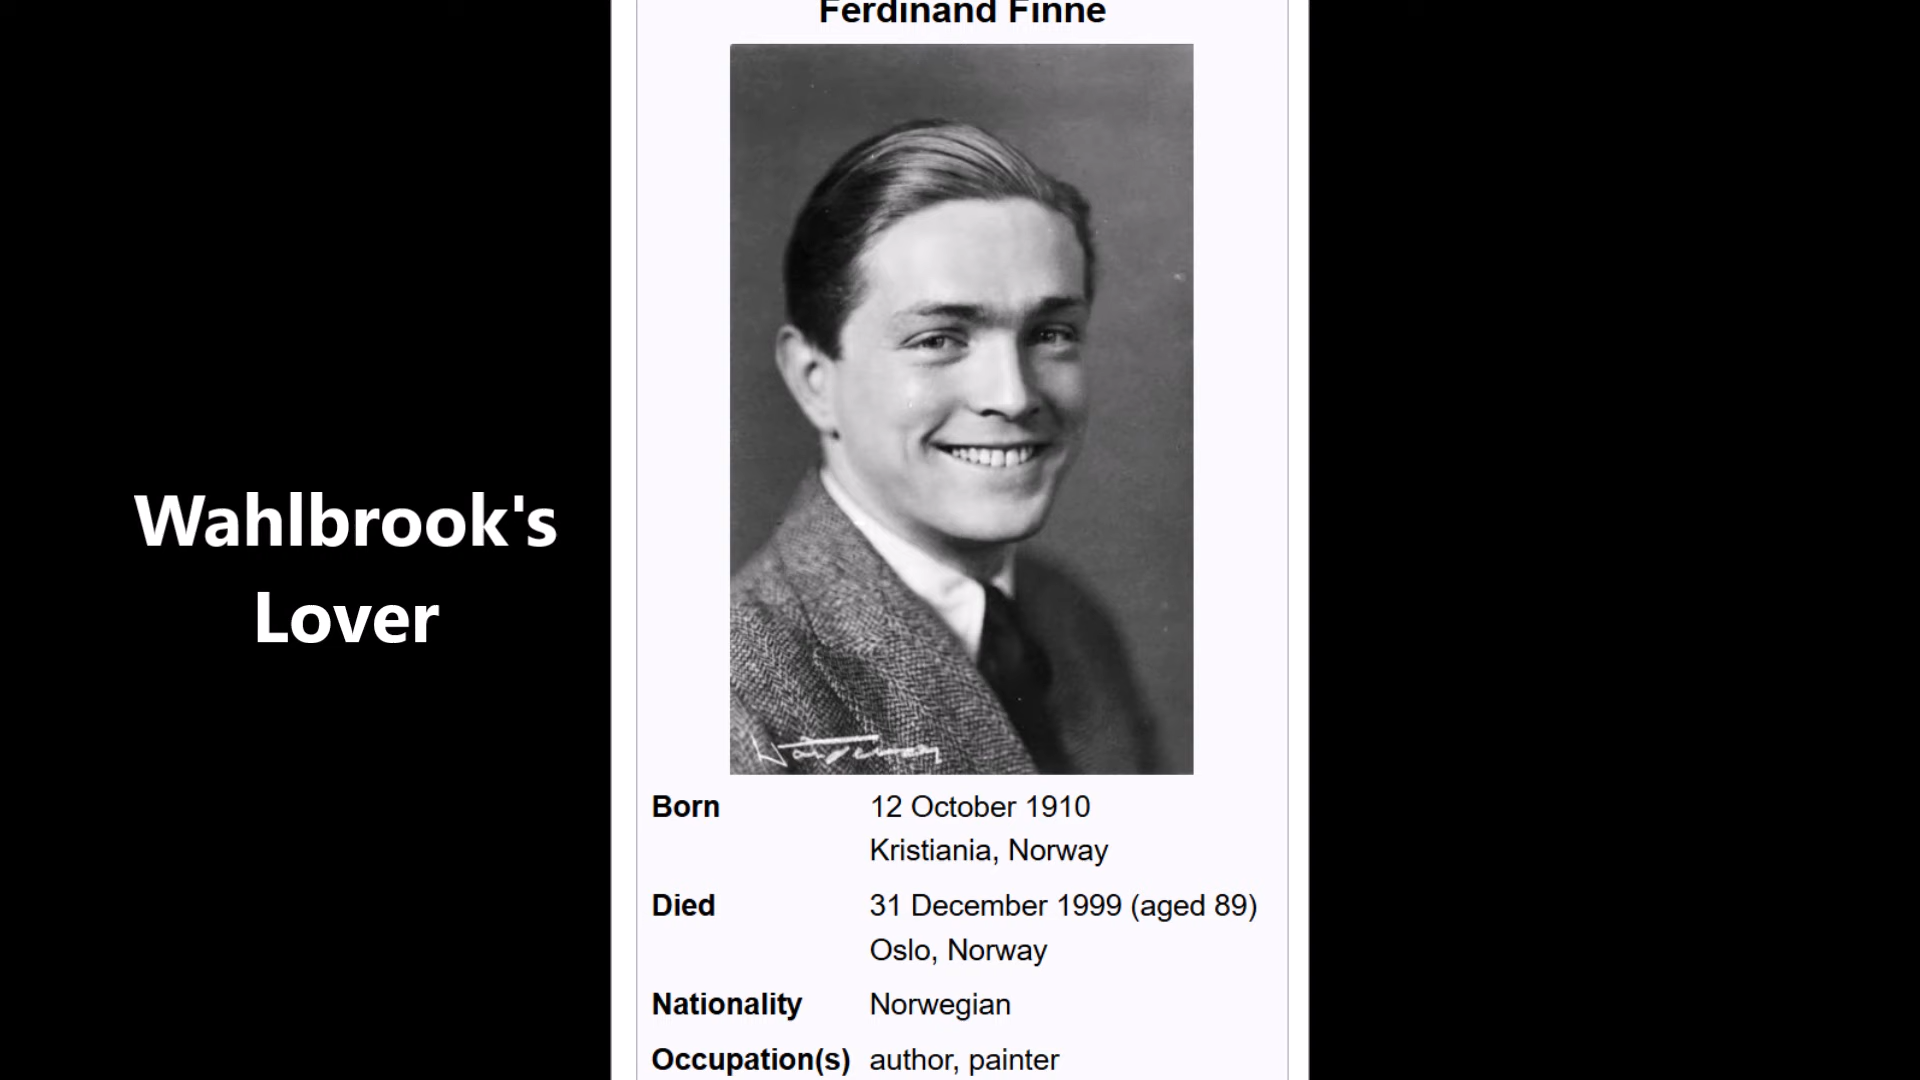 Ferdinand Finne
Wahlbrook's
Lover
Born 12 October 1910
Kristiania, Norway
Died 31 December 1999 (aged 89)
Oslo, Norway
Nationality Norwegian
Occupation(s) author, painter